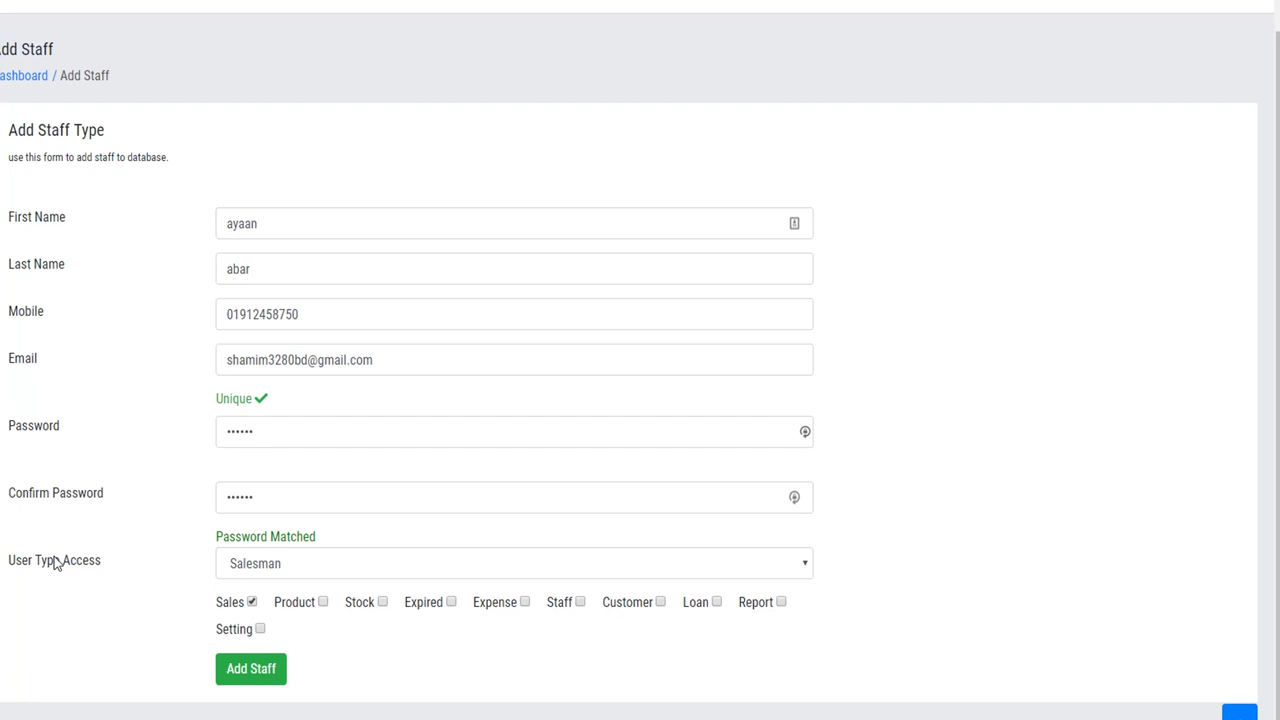 dd Staff
ashboard / Add Staff
Add Staff Type
use this form to add staff to database.
First Name ayaan
Last Name abar
Mobile 01912458750
Email shamim3280bd@gmail.com
Unique
Password ••••••
Confirm Password ••••••
Password Matched
User Type Access Salesman
Sales Product Stock Expired Expense Staff Customer Loan Report
Setting
Add Staff